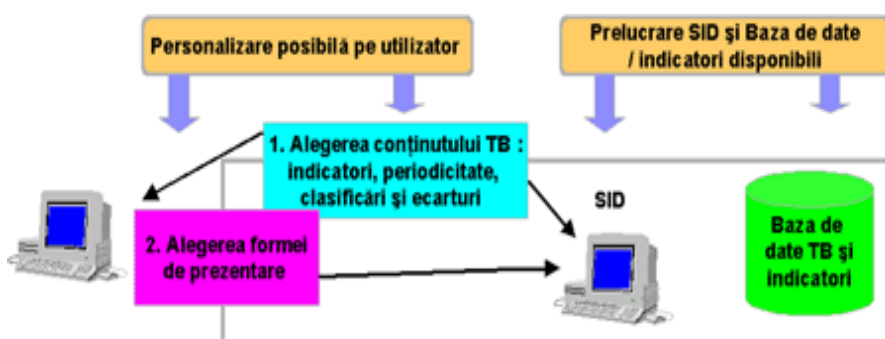 Personalizare posibilă pe utilizator
Prelucrare SID şi Baza de date
/ indicatori disponibili
1. Alegerea conţinutului TB :
indicatori, periodicitate,
clasificări şi ecarturi
SID
2. Alegerea formei
de prezentare
Baza de
date TB şi
indicatori